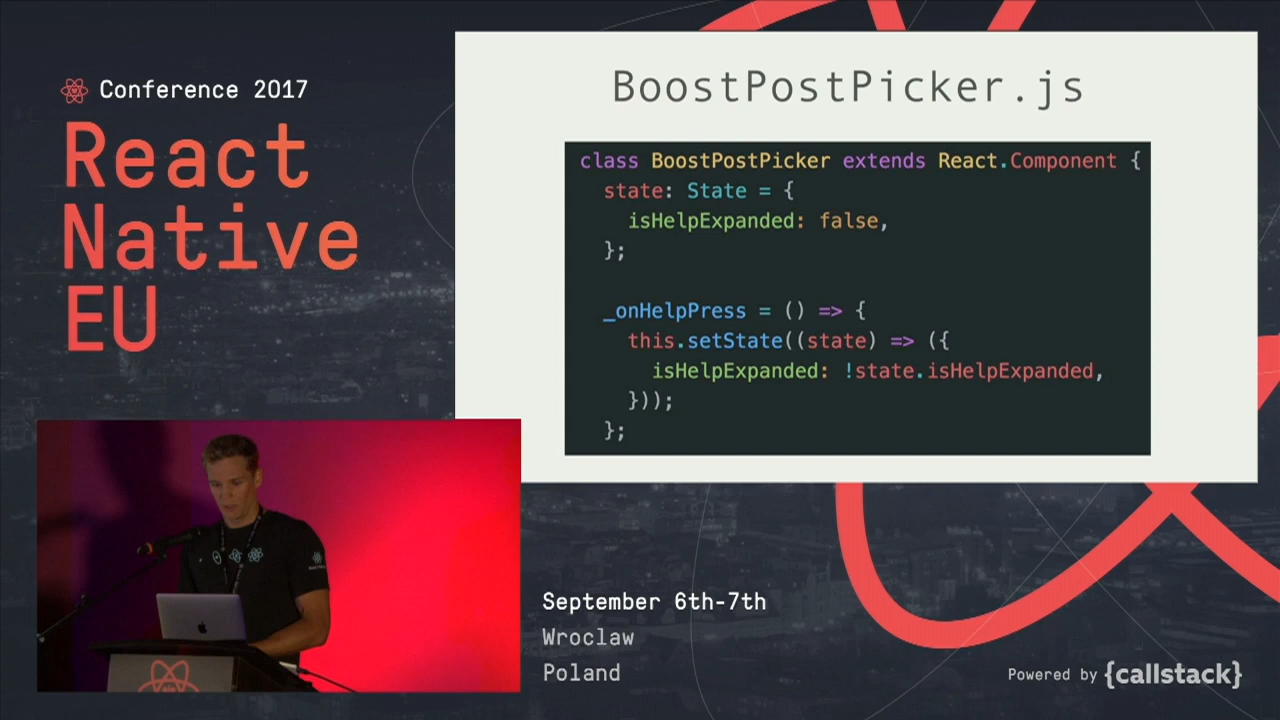 Conference 2017
React
Native
EU
BoostPostPicker.js
class BoostPostPicker extends React.Component {
  state: State = {
    isHelpExpanded: false,
  };

  _onHelpPress = () => {
    this.setState((state) => ({
      isHelpExpanded: !state.isHelpExpanded,
    }));
  };
September 6th-7th
Wroclaw
Poland
Powered by {callstack}